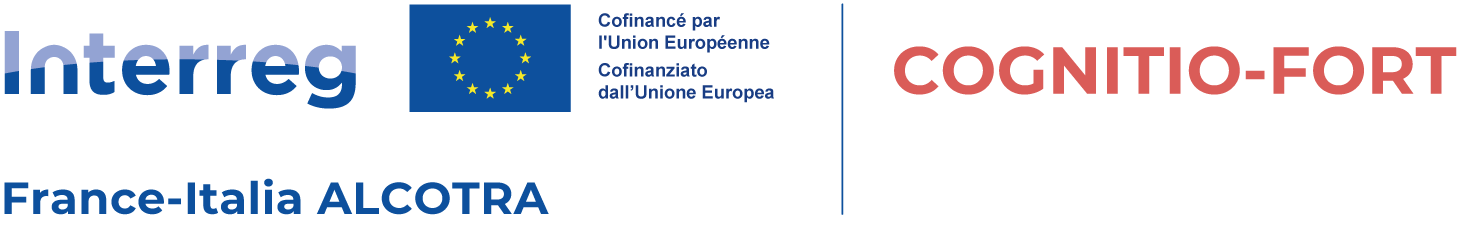 Interreg
Cofinancé par
l'Union Européenne
Cofinanziato
dall'Unione Europea
COGNITIO-FORT
France-Italia ALCOTRA